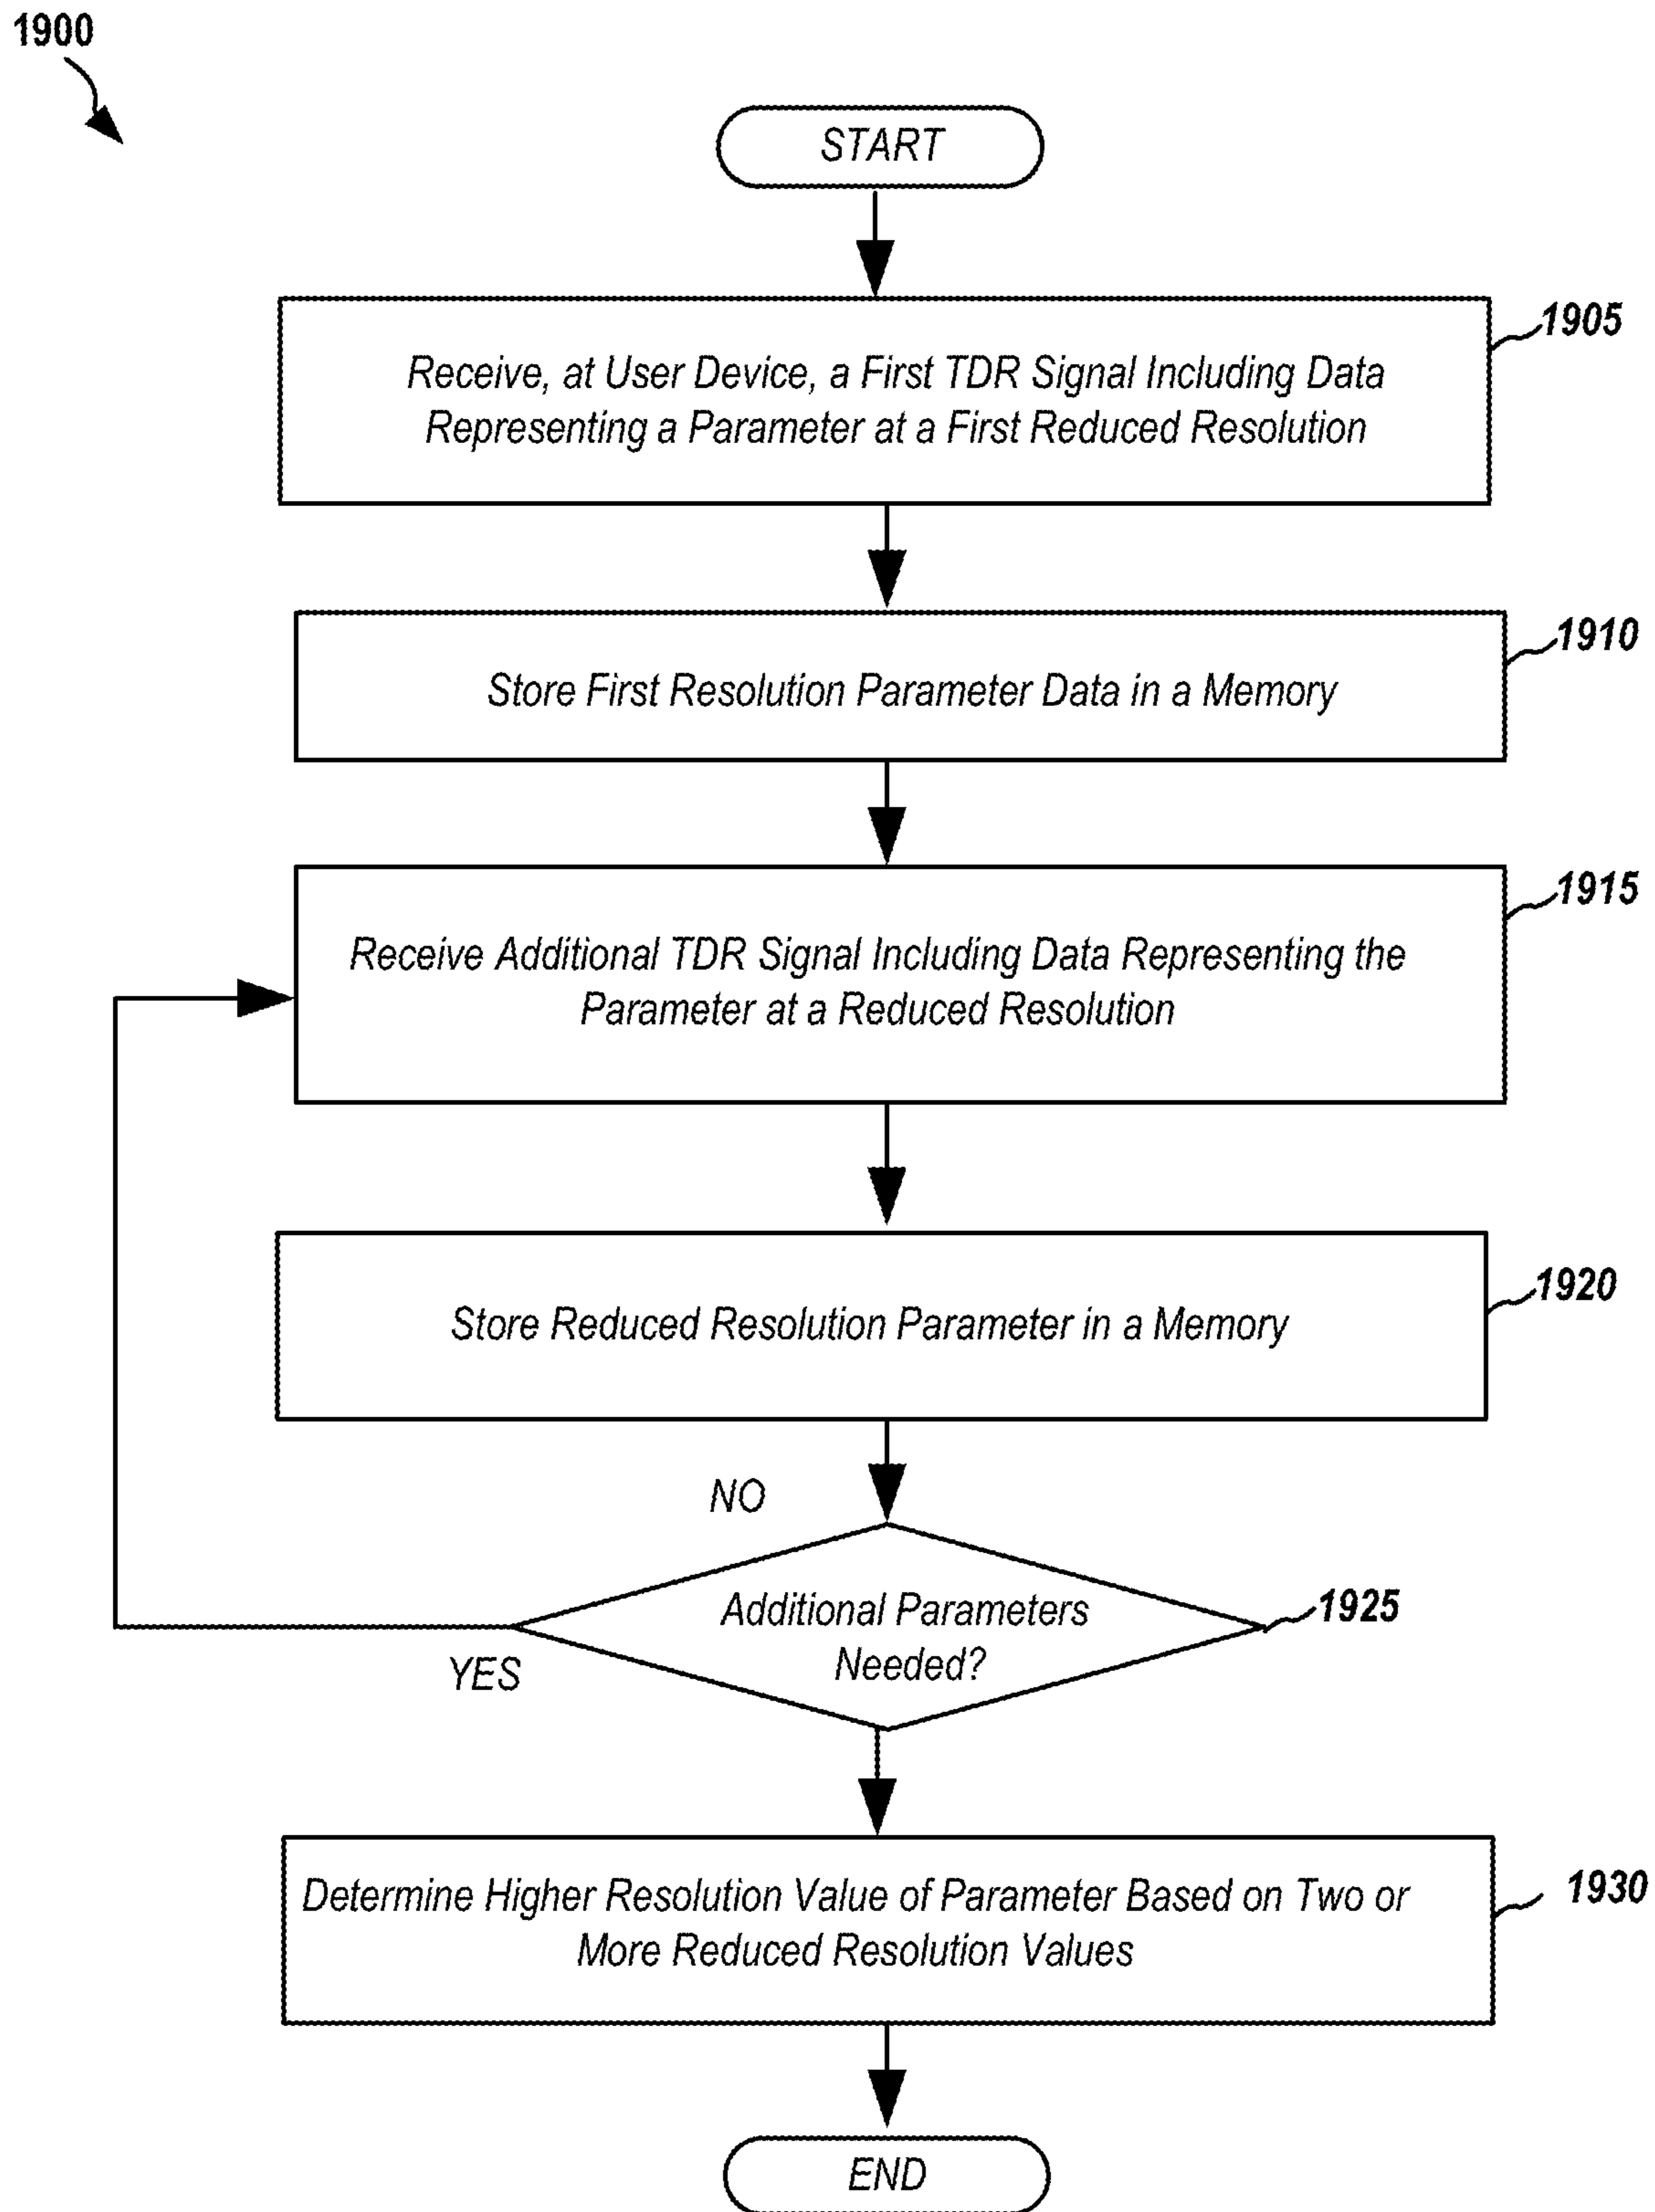 1900
START
1905
Receive, at User Device, a First TDR Signal Including Data
Representing a Parameter at a First Reduced Resolution
1910
Store First Resolution Parameter Data in a Memory
1915
Receive Additional TDR Signal Including Data Representing the
Parameter at a Reduced Resolution
1920
Store Reduced Resolution Parameter in a Memory
NO
1925
Additional Parameters
Needed?
YES
1930
Determine Higher Resolution Value of Parameter Based on Two or
More Reduced Resolution Values
END